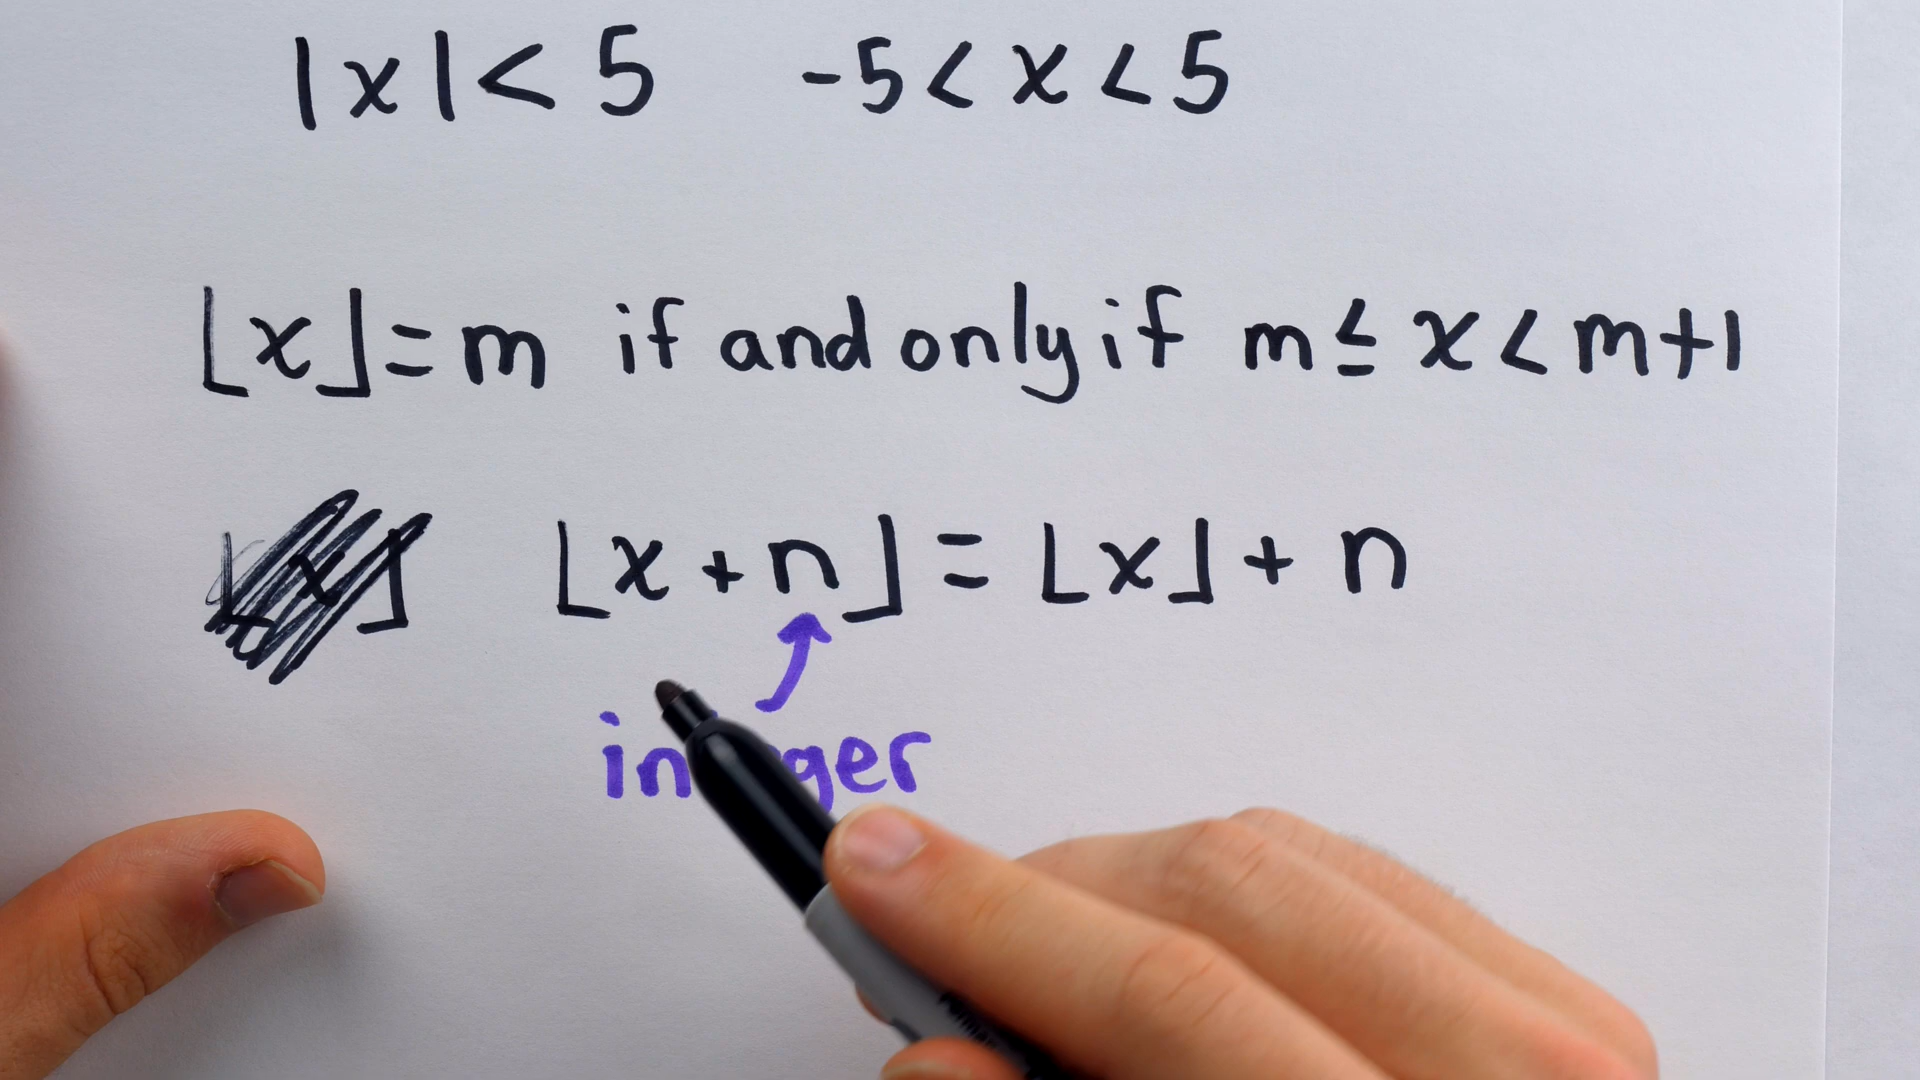 |x| < 5 -5 < x < 5
⌊x⌋ = m if and only if m ≤ x < m+1
⌊x + n⌋ = ⌊x⌋ + n